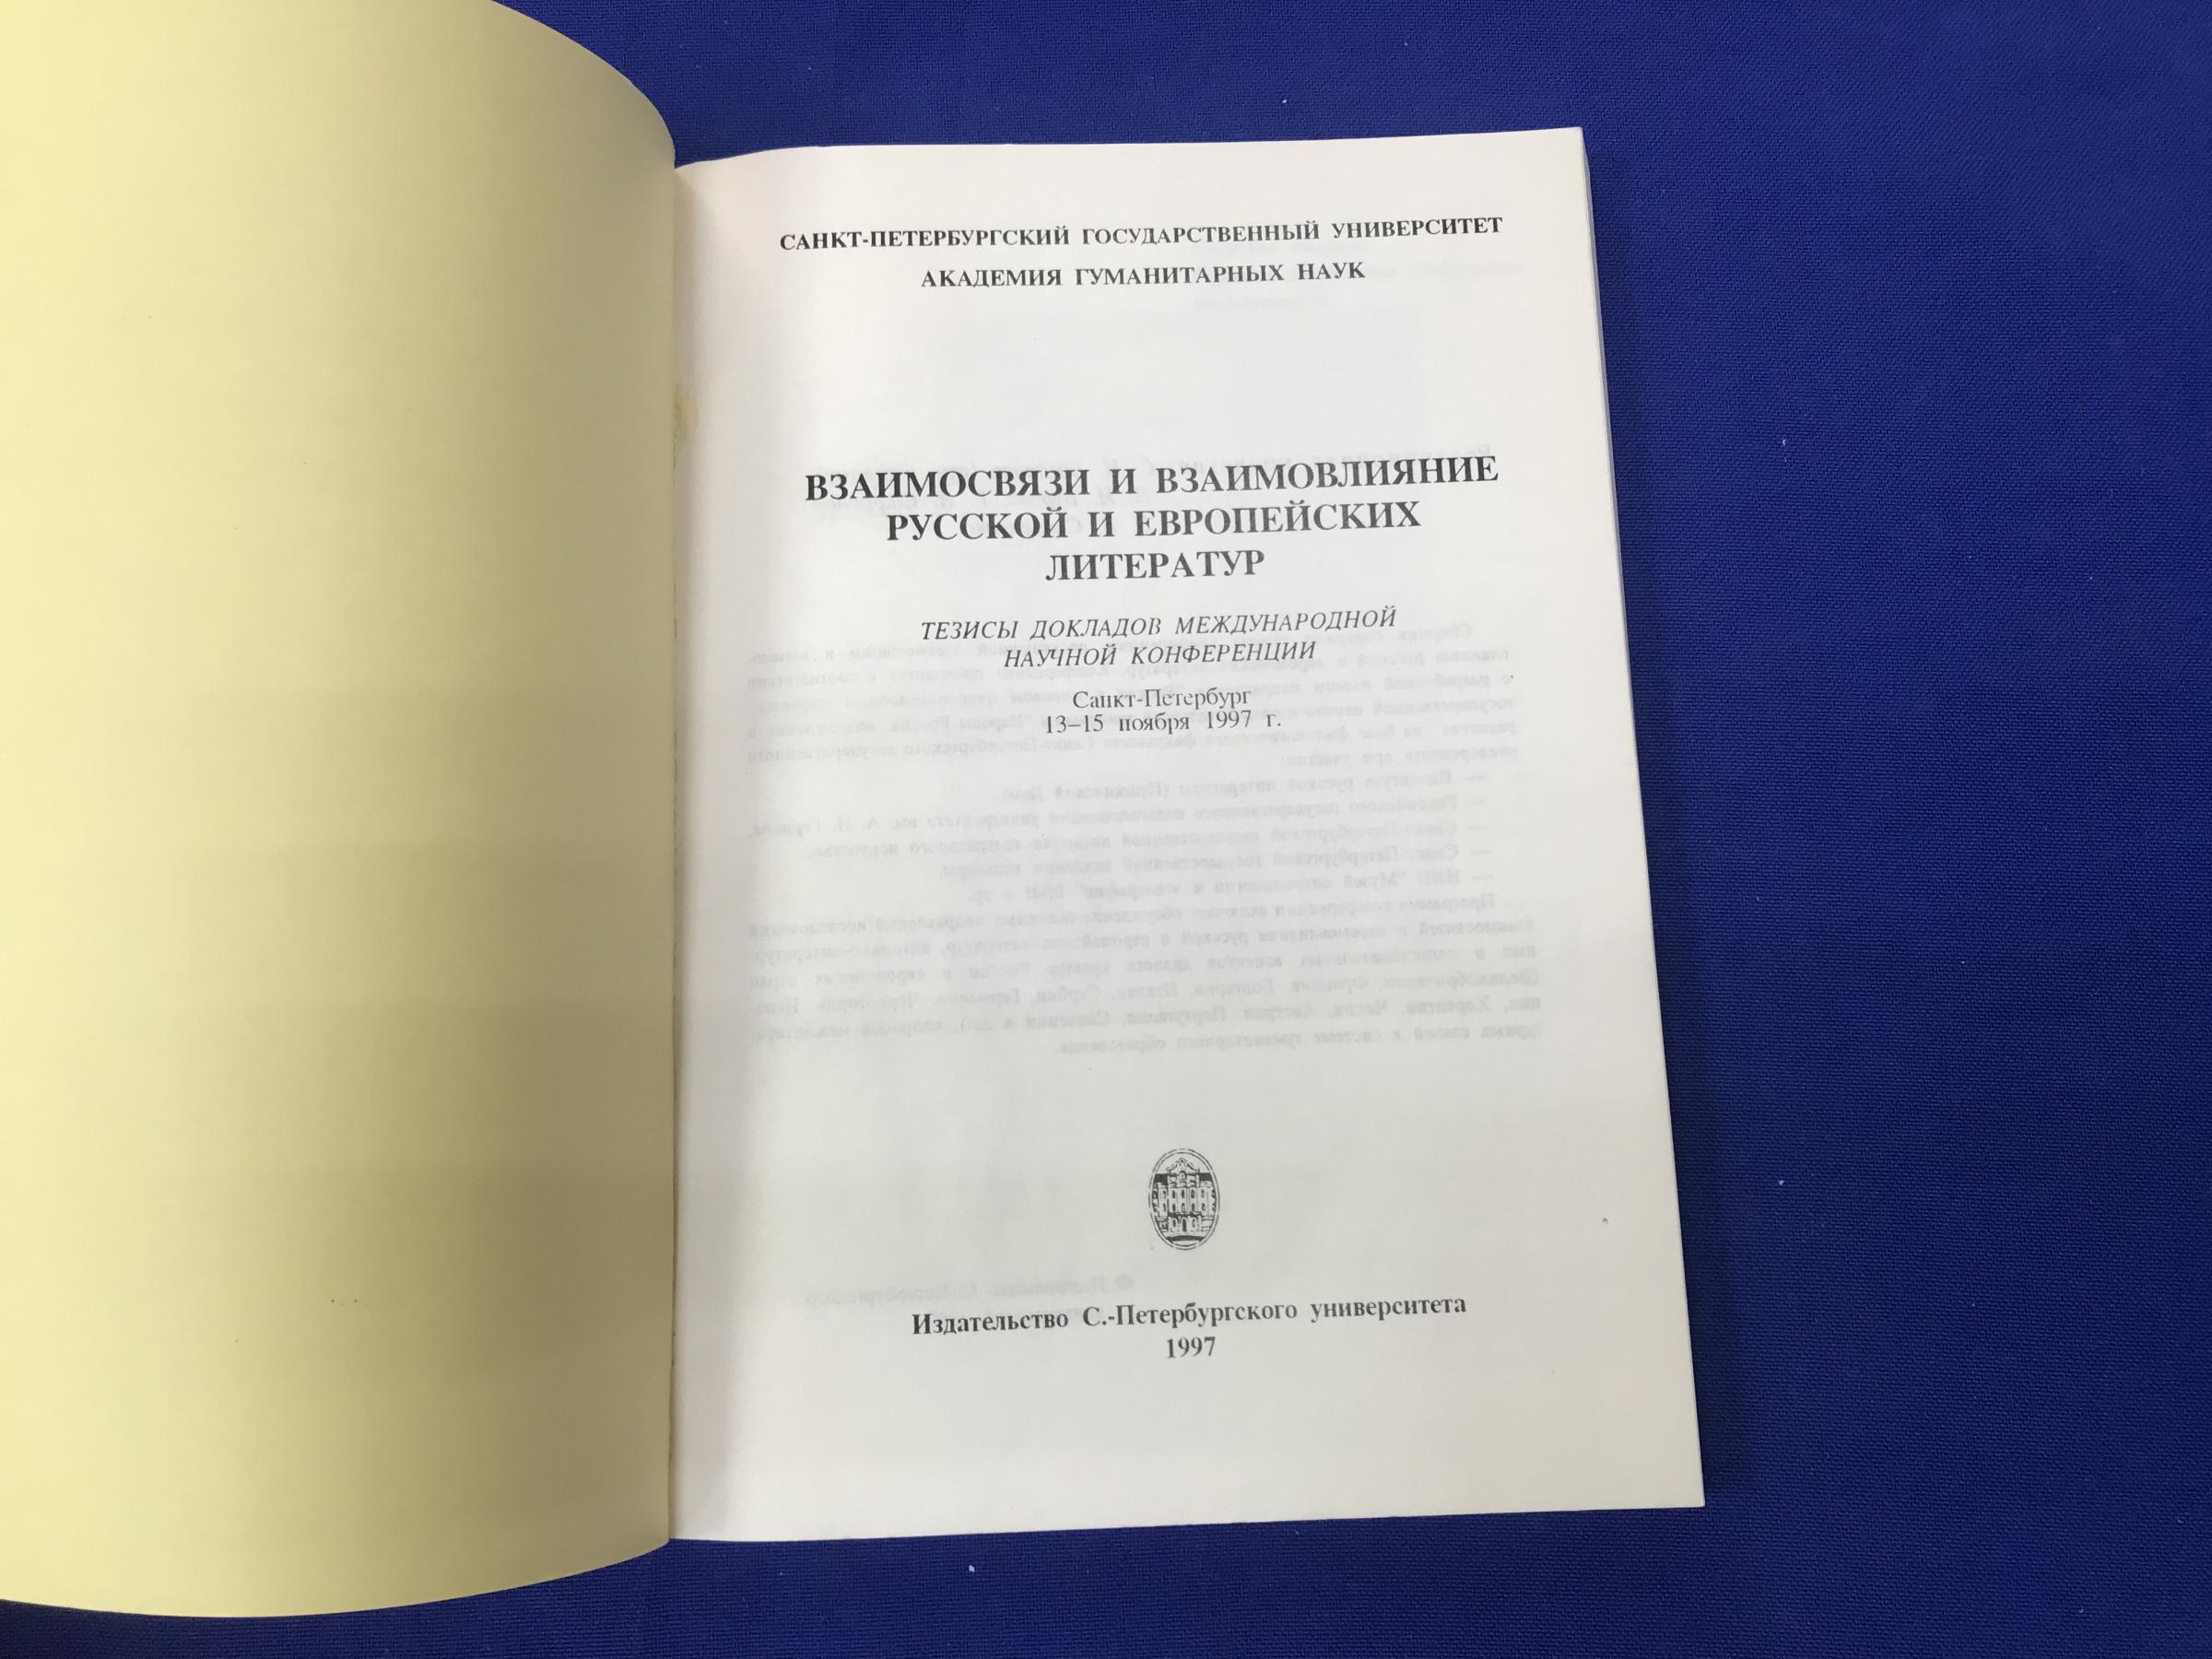 САНКТ-ПЕТЕРБУРГСКИЙ ГОСУДАРСТВЕННЫЙ УНИВЕРСИТЕТ
АКАДЕМИЯ ГУМАНИТАРНЫХ НАУК
ВЗАИМОСВЯЗИ И ВЗАИМОВЛИЯНИЕ
РУССКОЙ И ЕВРОПЕЙСКИХ
ЛИТЕРАТУР
ТЕЗИСЫ ДОКЛАДОВ МЕЖДУНАРОДНОЙ
НАУЧНОЙ КОНФЕРЕНЦИИ
Санкт-Петербург
13–15 ноября 1997 г.
Издательство С.-Петербургского университета
1997